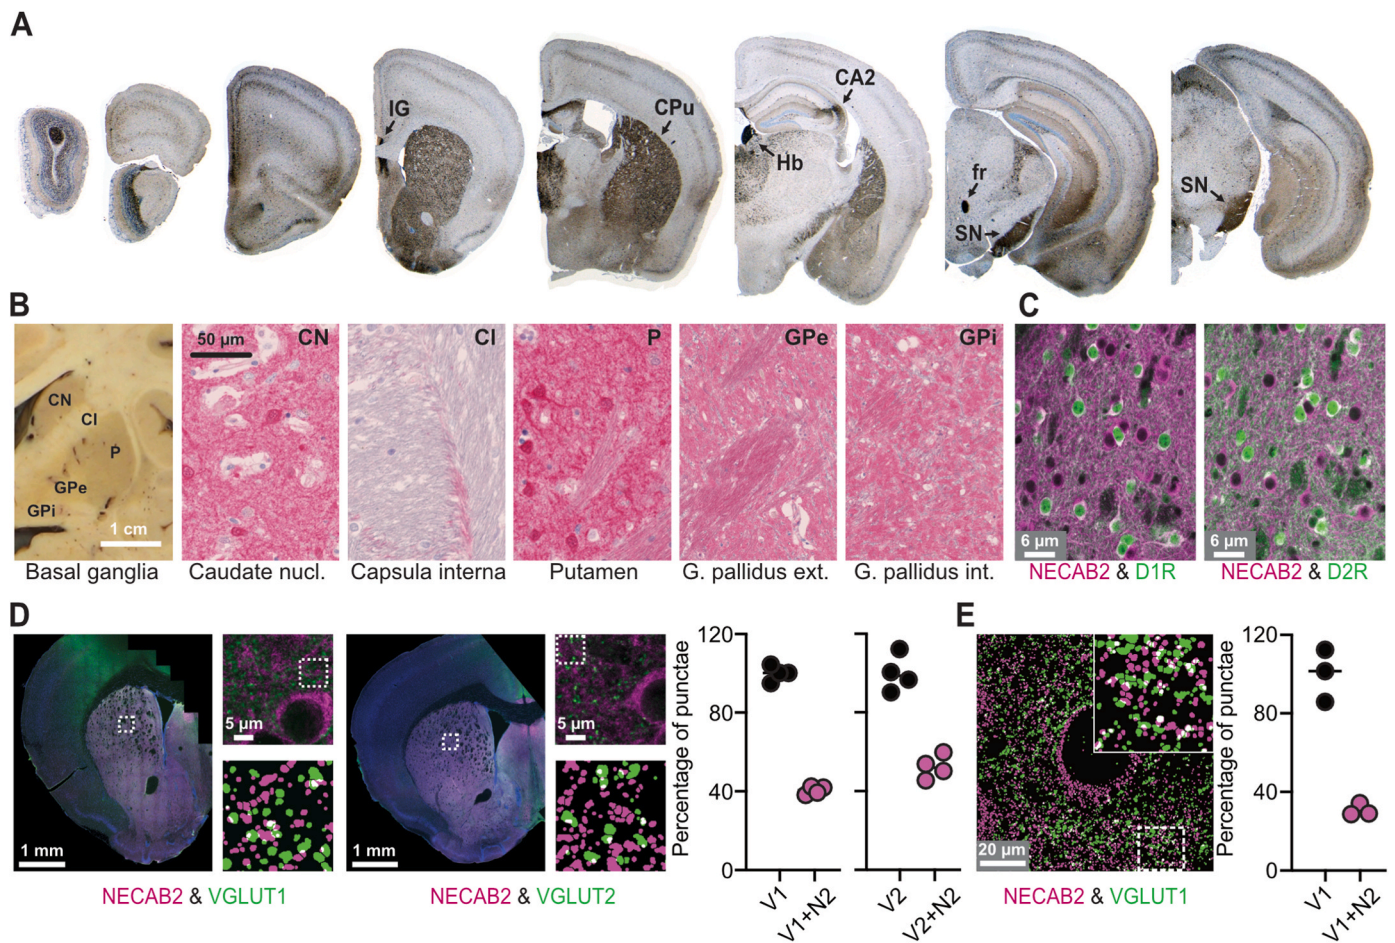 A
IG
CPu
CA2
Hb
fr
SN
SN
B
CN
CI
P
GPe
GPi
1 cm
Basal ganglia
50 µm
CN
Caudate nucl.
CI
Capsula interna
P
Putamen
GPe
G. pallidus ext.
GPi
G. pallidus int.
C
6 µm
NECAB2 & D1R
6 µm
NECAB2 & D2R
D
1 mm
5 µm
NECAB2 & VGLUT1
1 mm
5 µm
NECAB2 & VGLUT2
Percentage of punctae
120
80
40
0
V1
V1+N2
V2
V2+N2
E
20 µm
NECAB2 & VGLUT1
Percentage of punctae
120
80
40
0
V1
V1+N2